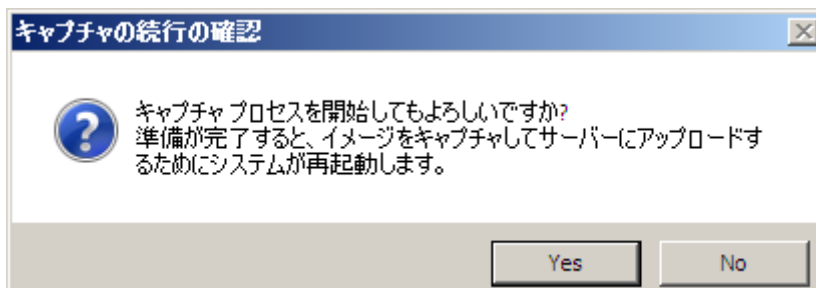 キャプチャの続行の確認
キャプチャ プロセスを開始してもよろしいですか?
準備が完了すると、イメージをキャプチャしてサーバーにアップロードす
るためにシステムが再起動します。
Yes
No